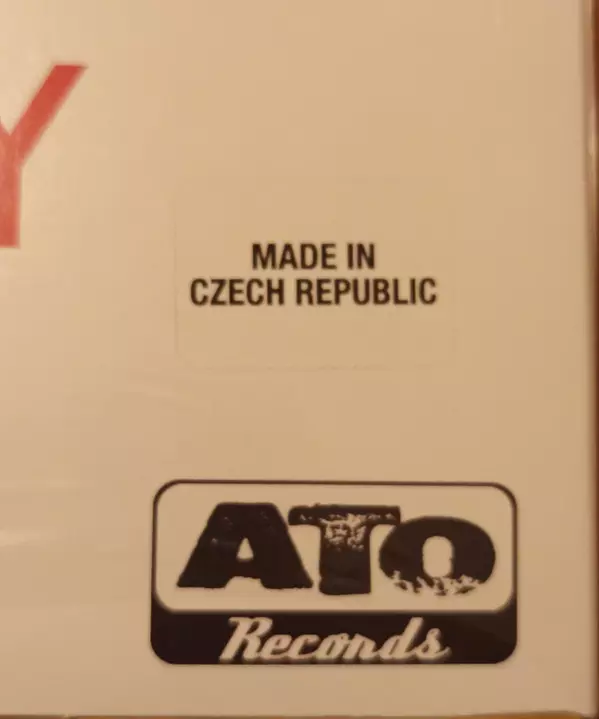 Y
MADE IN
CZECH REPUBLIC
ATO
Records